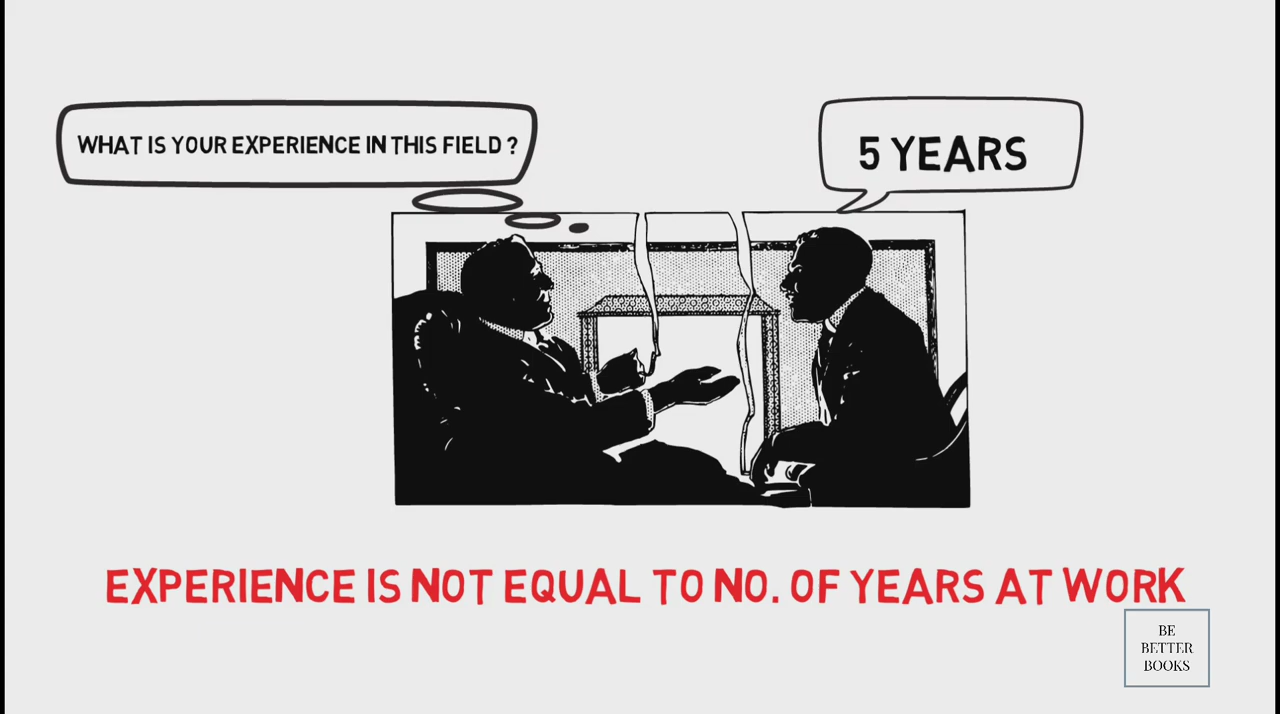 WHAT IS YOUR EXPERIENCE IN THIS FIELD ?
5 YEARS
EXPERIENCE IS NOT EQUAL TO NO. OF YEARS AT WORK
BE
BETTER
BOOKS